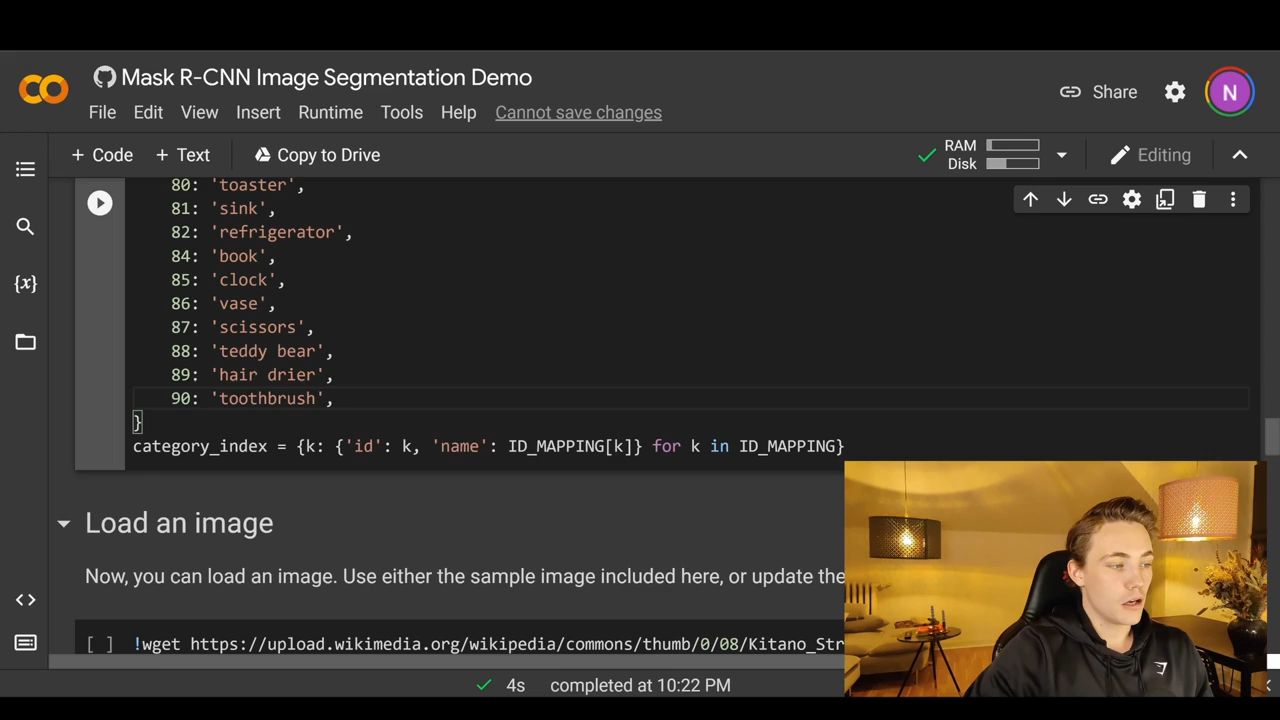 Mask R-CNN Image Segmentation Demo
File Edit View Insert Runtime Tools Help Cannot save changes
Share
N
+ Code + Text Copy to Drive
RAM
Disk
Editing
80: 'toaster',
81: 'sink',
82: 'refrigerator',
84: 'book',
85: 'clock',
86: 'vase',
87: 'scissors',
88: 'teddy bear',
89: 'hair drier',
90: 'toothbrush',
}
category_index = {k: {'id': k, 'name': ID_MAPPING[k]} for k in ID_MAPPING}
Load an image
Now, you can load an image. Use either the sample image included here, or update the
[ ] !wget https://upload.wikimedia.org/wikipedia/commons/thumb/0/08/Kitano_Str
4s completed at 10:22 PM